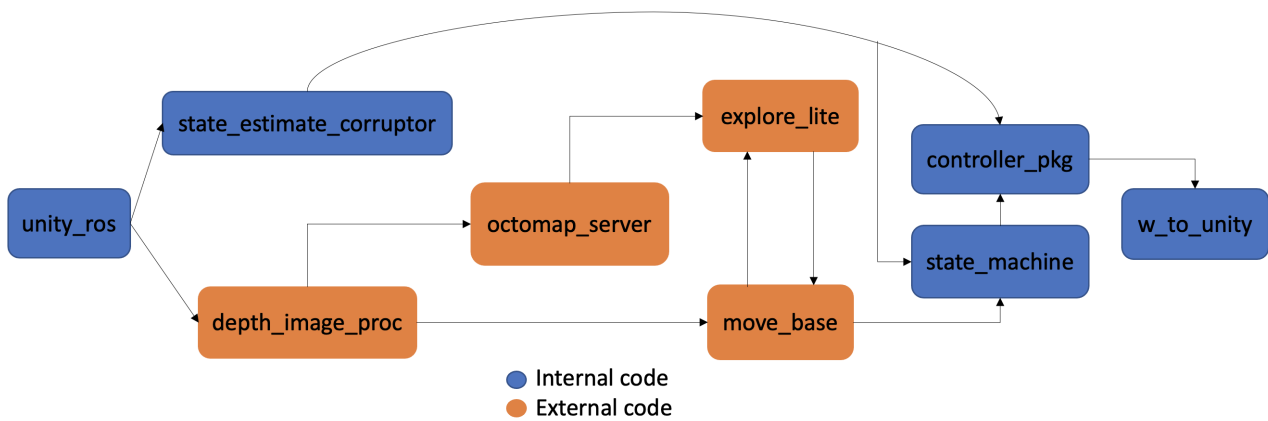 state_estimate_corruptor
explore_lite
controller_pkg
unity_ros
octomap_server
w_to_unity
state_machine
depth_image_proc
move_base
Internal code
External code